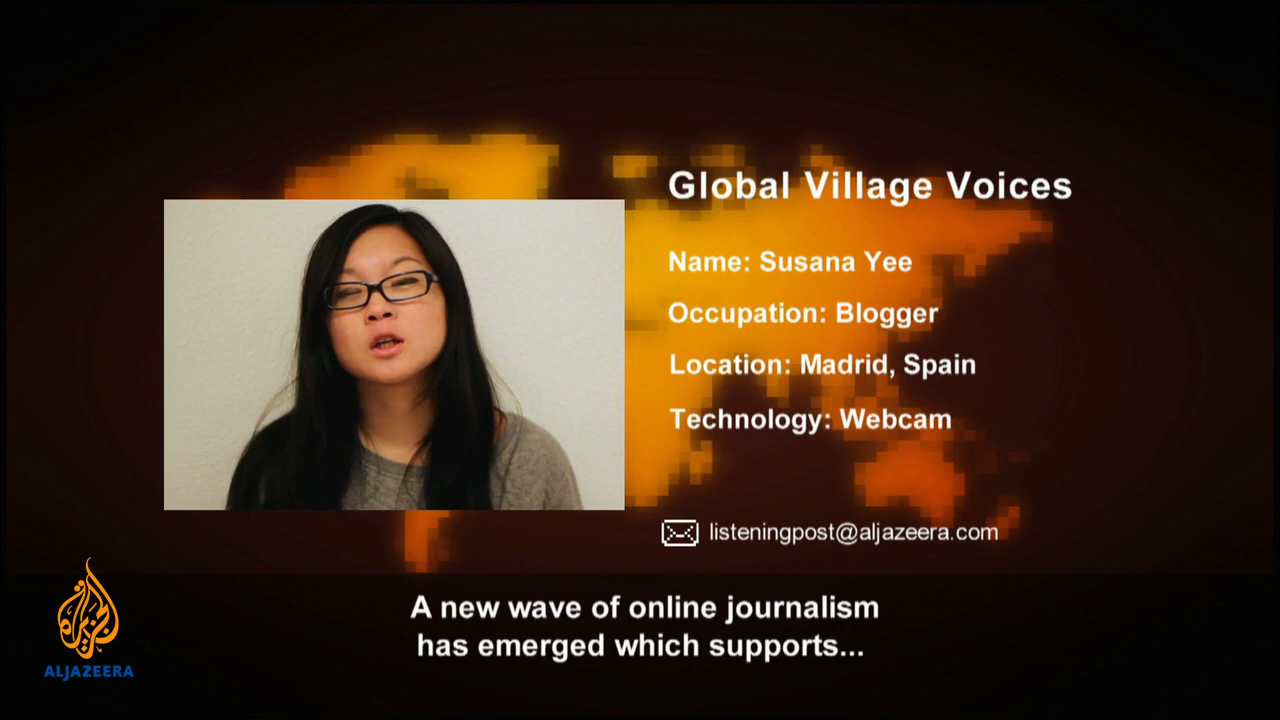 Global Village Voices
Name: Susana Yee
Occupation: Blogger
Location: Madrid, Spain
Technology: Webcam
listeningpost@aljazeera.com
A new wave of online journalism
has emerged which supports...
الجزيرة
ALJAZEERA